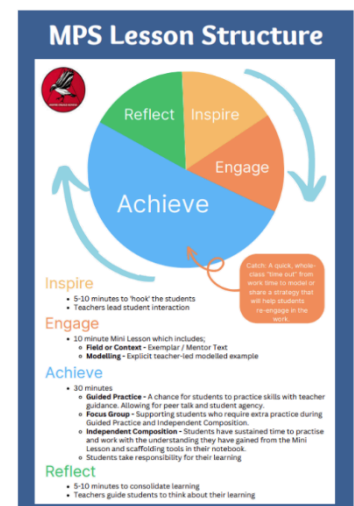 MPS Lesson Structure
Reflect
Inspire
Engage
Achieve
Catch: A quick, whole-
class "time out" from
work time to model or
share a strategy that
will help students
re-engage in the
work.
Inspire
5-10 minutes to 'hook' the students
Teachers lead student interaction
Engage
10 minute Mini Lesson which includes;
Field or Context - Exemplar / Mentor Text
Modelling - Explicit teacher-led modelled example
Achieve
30 minutes
Guided Practice - A chance for students to practice skills with teacher
guidance. Allowing for peer talk and student agency.
Focus Group - Supporting students who require extra practice during
Guided Practice and Independent Composition.
Independent Composition - Students have sustained time to practise
and work with the understanding they have gained from the Mini
Lesson and scaffolding tools in their notebook.
Students take responsibility for their learning
Reflect
5-10 minutes to consolidate learning
Teachers guide students to think about their learning